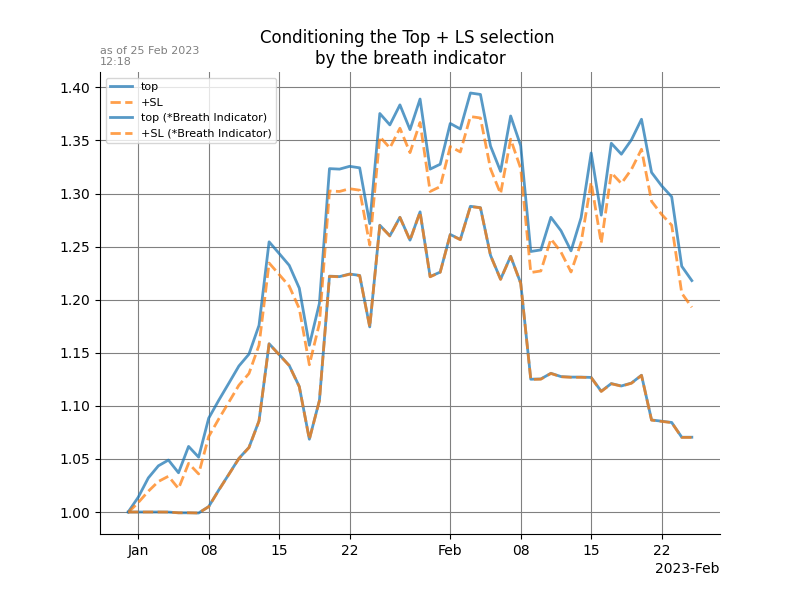 Conditioning the Top + LS selection
by the breath indicator
as of 25 Feb 2023
12:18
top
+SL
top (*Breath Indicator)
+SL (*Breath Indicator)
1.40
1.35
1.30
1.25
1.20
1.15
1.10
1.05
1.00
Jan 08 15 22 Feb 08 15 22
2023-Feb